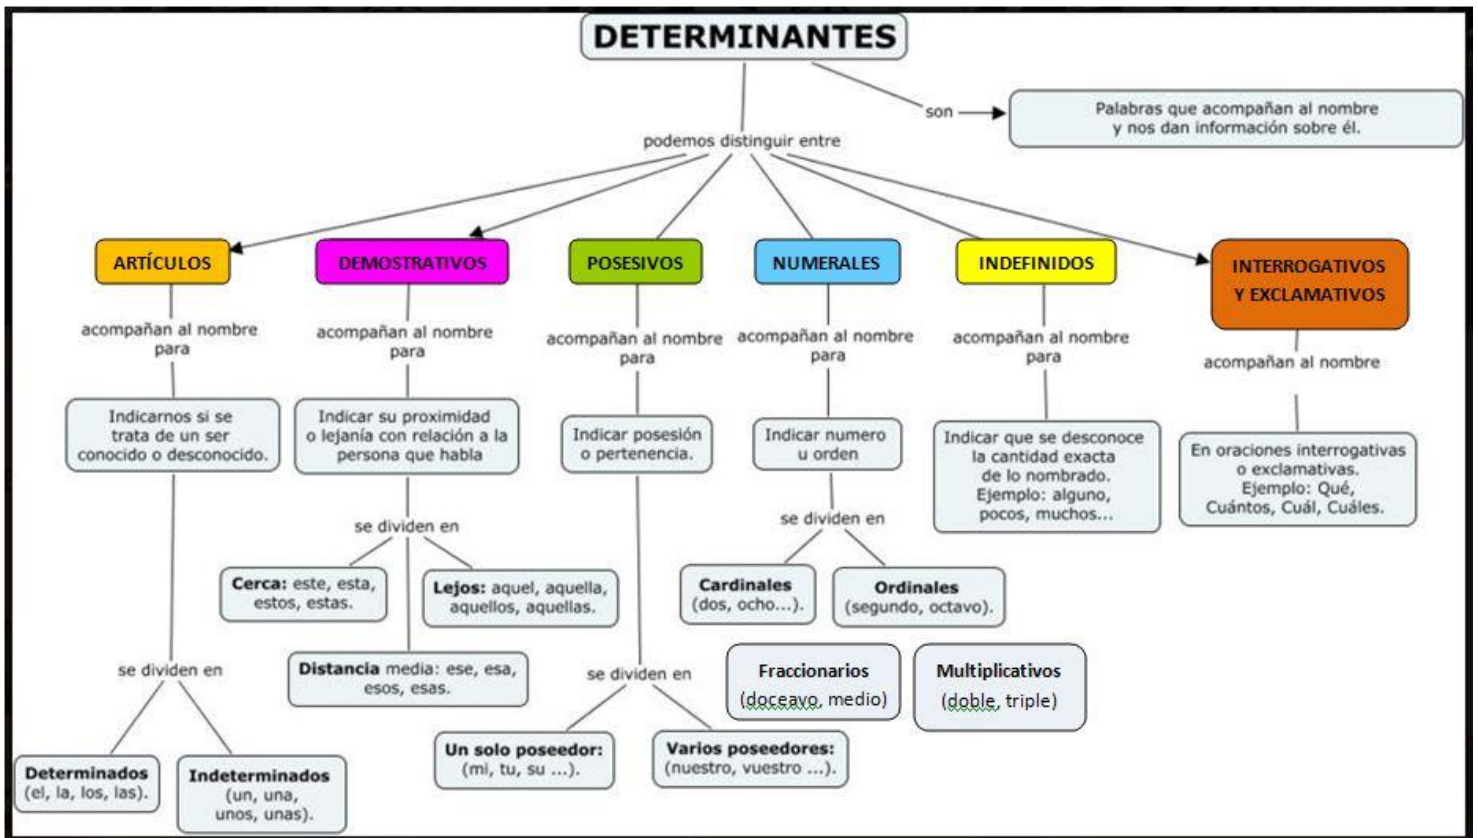 DETERMINANTES
son
Palabras que acompañan al nombre
y nos dan información sobre él.
podemos distinguir entre
ARTÍCULOS
acompañan al nombre
para
Indicarnos si se
trata de un ser
conocido o desconocido.
se dividen en
Determinados
(el, la, los, las).
Indeterminados
(un, una,
unos, unas).
DEMOSTRATIVOS
acompañan al nombre
para
Indicar su proximidad
o lejanía con relación a la
persona que habla
se dividen en
Cerca: este, esta,
estos, estas.
Lejos: aquel, aquella,
aquellos, aquellas.
Distancia media: ese, esa,
esos, esas.
POSESIVOS
acompañan al nombre
para
Indicar posesión
o pertenencia.
se dividen en
Un solo poseedor:
(mi, tu, su ...).
Varios poseedores:
(nuestro, vuestro ...).
NUMERALES
acompañan al nombre
para
Indicar numero
u orden
se dividen en
Cardinales
(dos, ocho...).
Ordinales
(segundo, octavo).
Fraccionarios
(doceavo, medio)
Multiplicativos
(doble, triple)
INDEFINIDOS
acompañan al nombre
para
Indicar que se desconoce
la cantidad exacta
de lo nombrado.
Ejemplo: alguno,
pocos, muchos...
INTERROGATIVOS
Y EXCLAMATIVOS
acompañan al nombre
En oraciones interrogativas
o exclamativas.
Ejemplo: Qué,
Cuántos, Cuál, Cuáles.